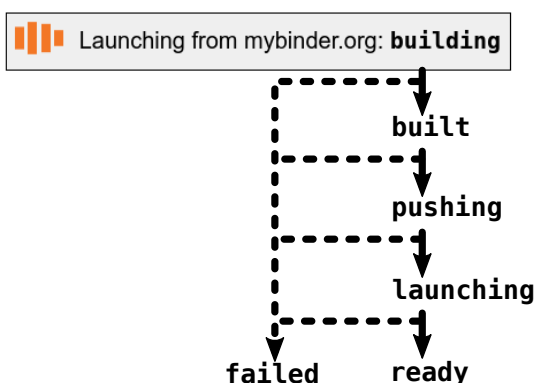 Launching from mybinder.org: building
built
pushing
launching
failed ready